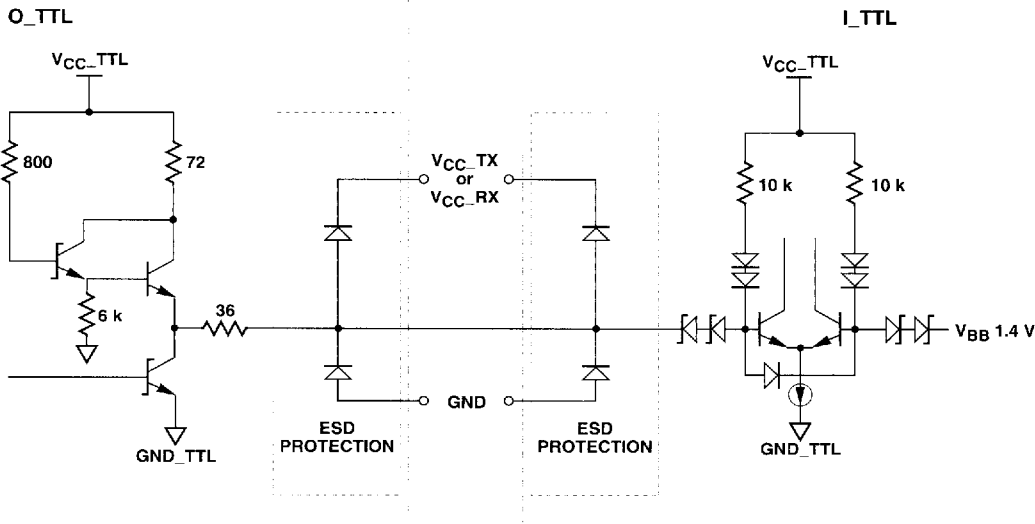 O_TTL
I_TTL
VCC_TTL
VCC_TTL
800
72
VCC_TX
or
VCC_RX
10 k
10 k
6 k
36
VBB 1.4 V
GND
ESD
PROTECTION
ESD
PROTECTION
GND_TTL
GND_TTL